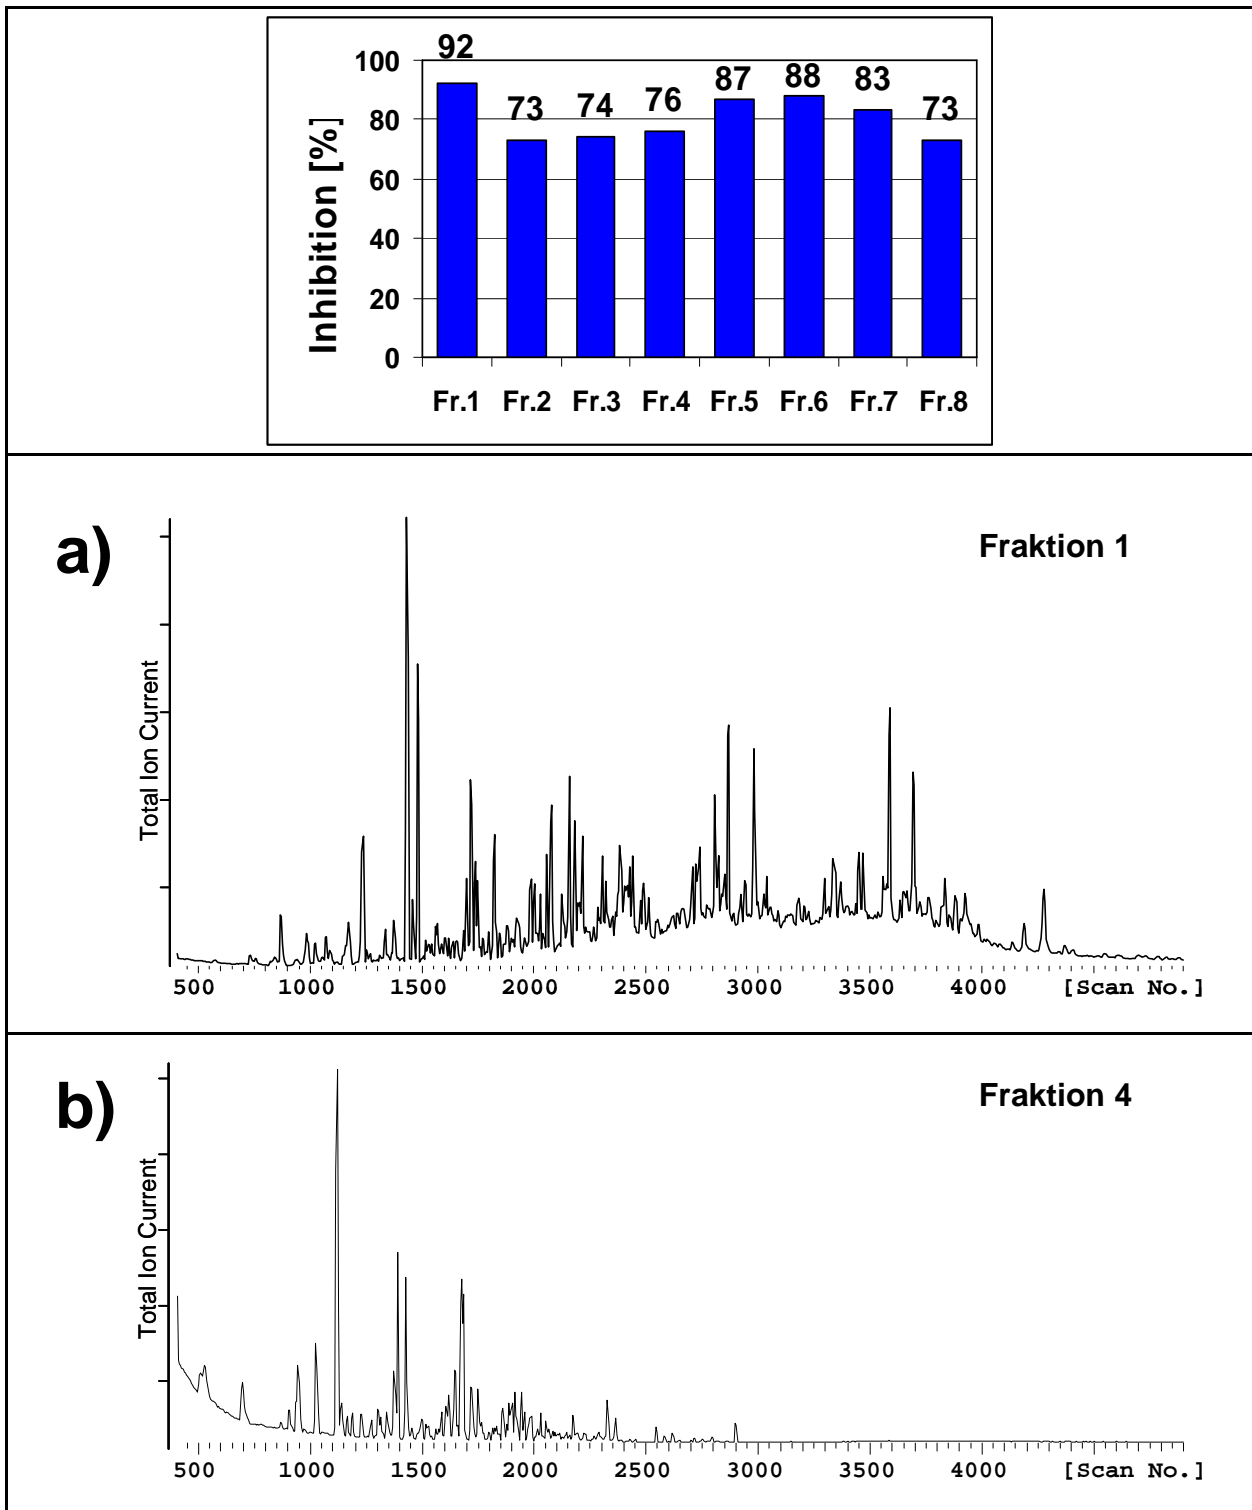 92
73
74
76
87
88
83
73
100
80
60
40
20
0
Inhibition [%]
Fr.1 Fr.2 Fr.3 Fr.4 Fr.5 Fr.6 Fr.7 Fr.8
a)
Fraktion 1
Total Ion Current
500 1000 1500 2000 2500 3000 3500 4000 [Scan No.]
b)
Fraktion 4
Total Ion Current
500 1000 1500 2000 2500 3000 3500 4000 [Scan No.]